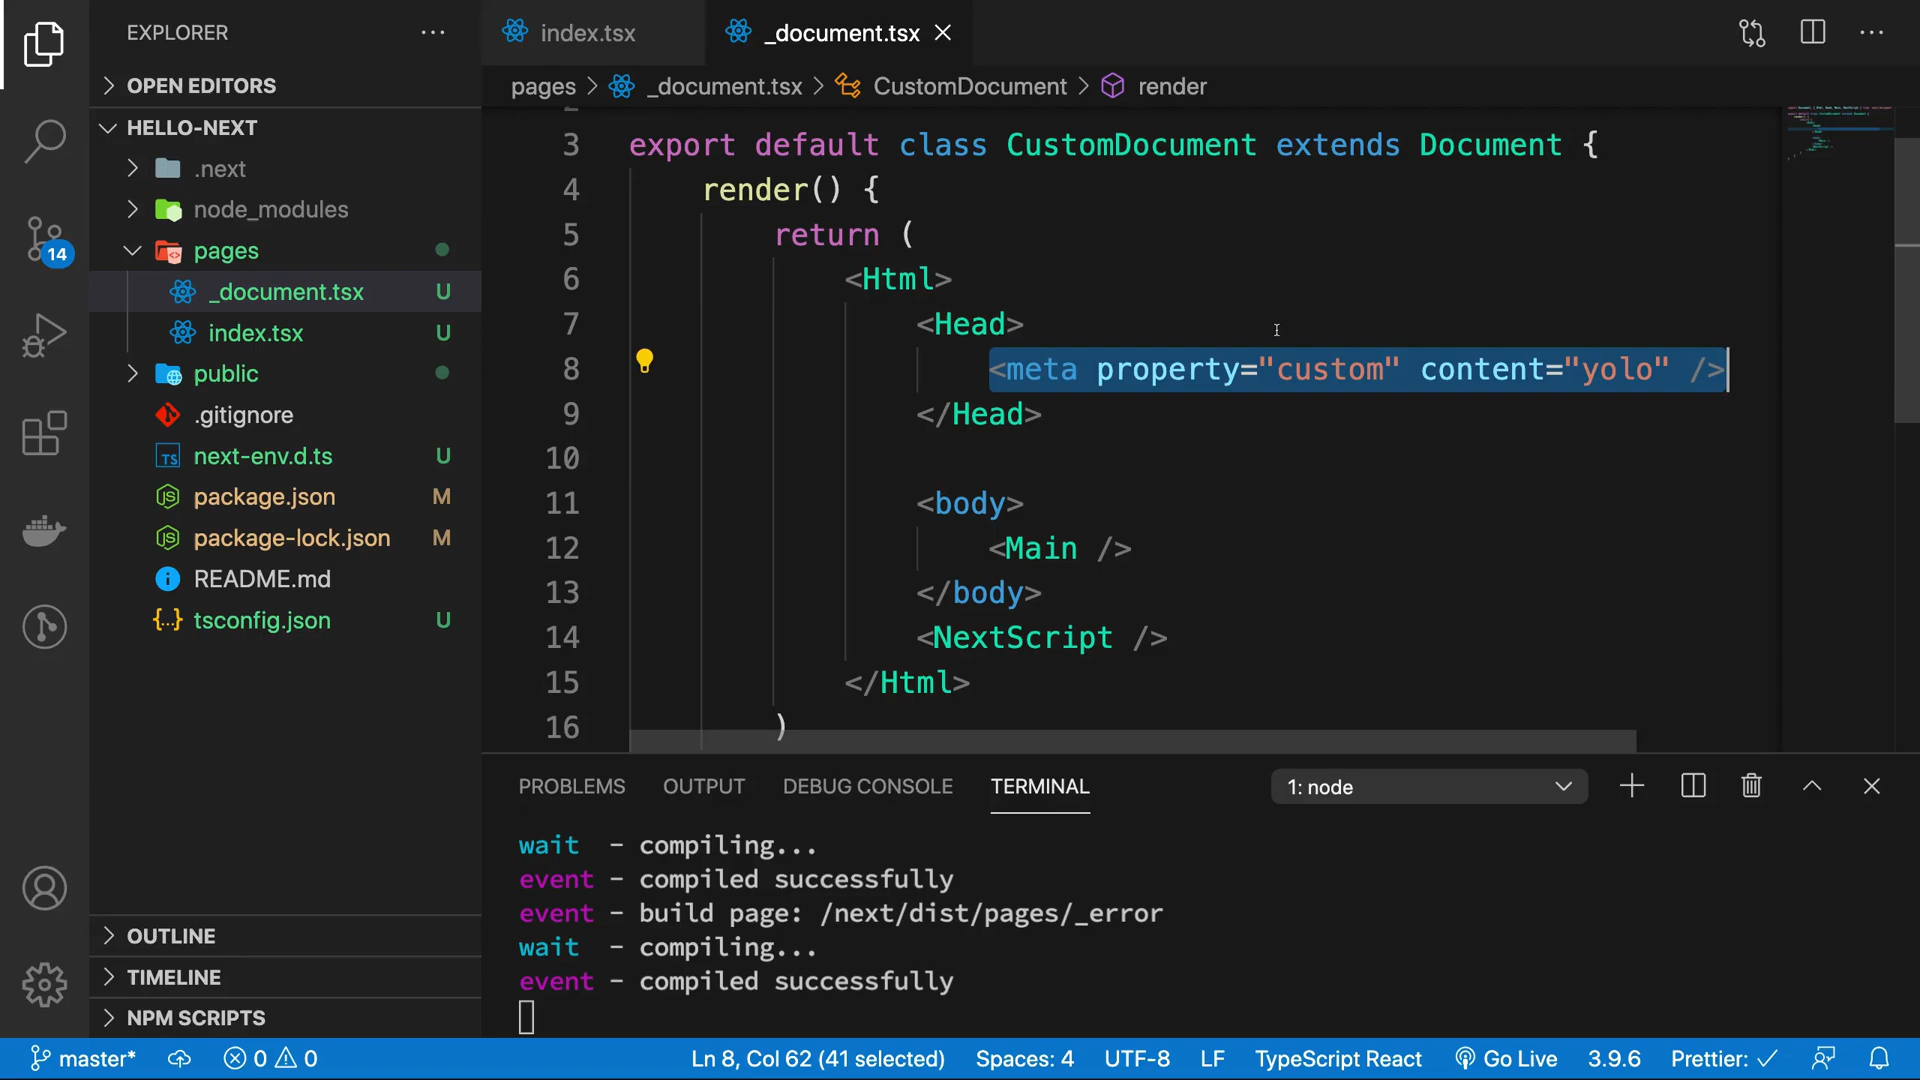 EXPLORER
index.tsx
_document.tsx
OPEN EDITORS
pages > _document.tsx > CustomDocument > render
HELLO-NEXT
.next
node_modules
pages
_document.tsx U
index.tsx U
public
.gitignore
next-env.d.ts U
package.json M
package-lock.json M
README.md
tsconfig.json U
14
3 export default class CustomDocument extends Document {
4 render() {
5 return (
6 <Html>
7 <Head>
8 <meta property="custom" content="yolo" />
9 </Head>
10
11 <body>
12 <Main />
13 </body>
14 <NextScript />
15 </Html>
16 )
PROBLEMS OUTPUT DEBUG CONSOLE TERMINAL 1: node
wait - compiling...
event - compiled successfully
event - build page: /next/dist/pages/_error
wait - compiling...
event - compiled successfully
OUTLINE
TIMELINE
NPM SCRIPTS
master* 0 0 Ln 8, Col 62 (41 selected) Spaces: 4 UTF-8 LF TypeScript React Go Live 3.9.6 Prettier: ✓